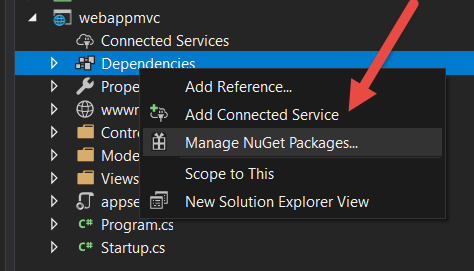 webappmvc
Connected Services
Dependencies
Prope
Add Reference...
wwwr
Add Connected Service
Contr
Manage NuGet Packages...
Mode
Scope to This
Views
New Solution Explorer View
appse
C# Program.cs
C# Startup.cs